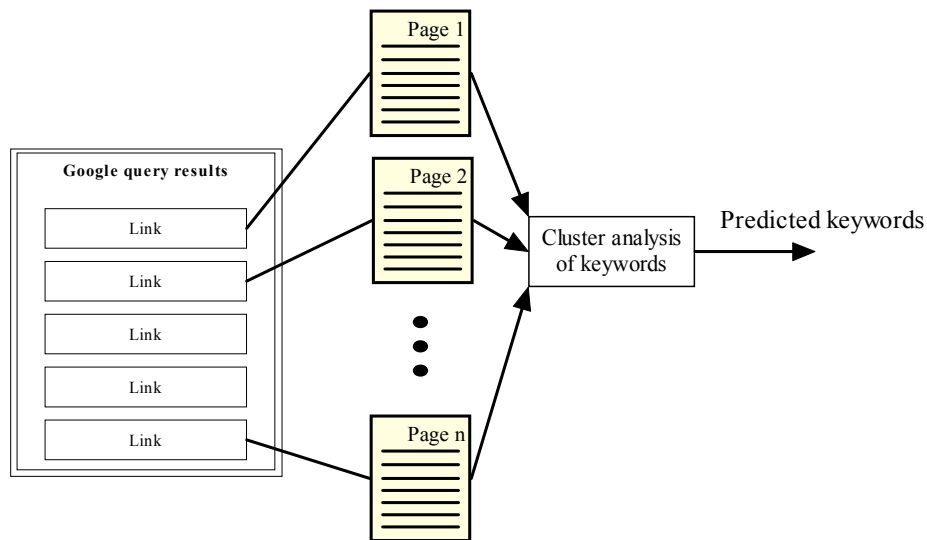 Google query results
Link
Link
Link
Link
Link
Page 1
Page 2
Page n
Cluster analysis
of keywords
Predicted keywords